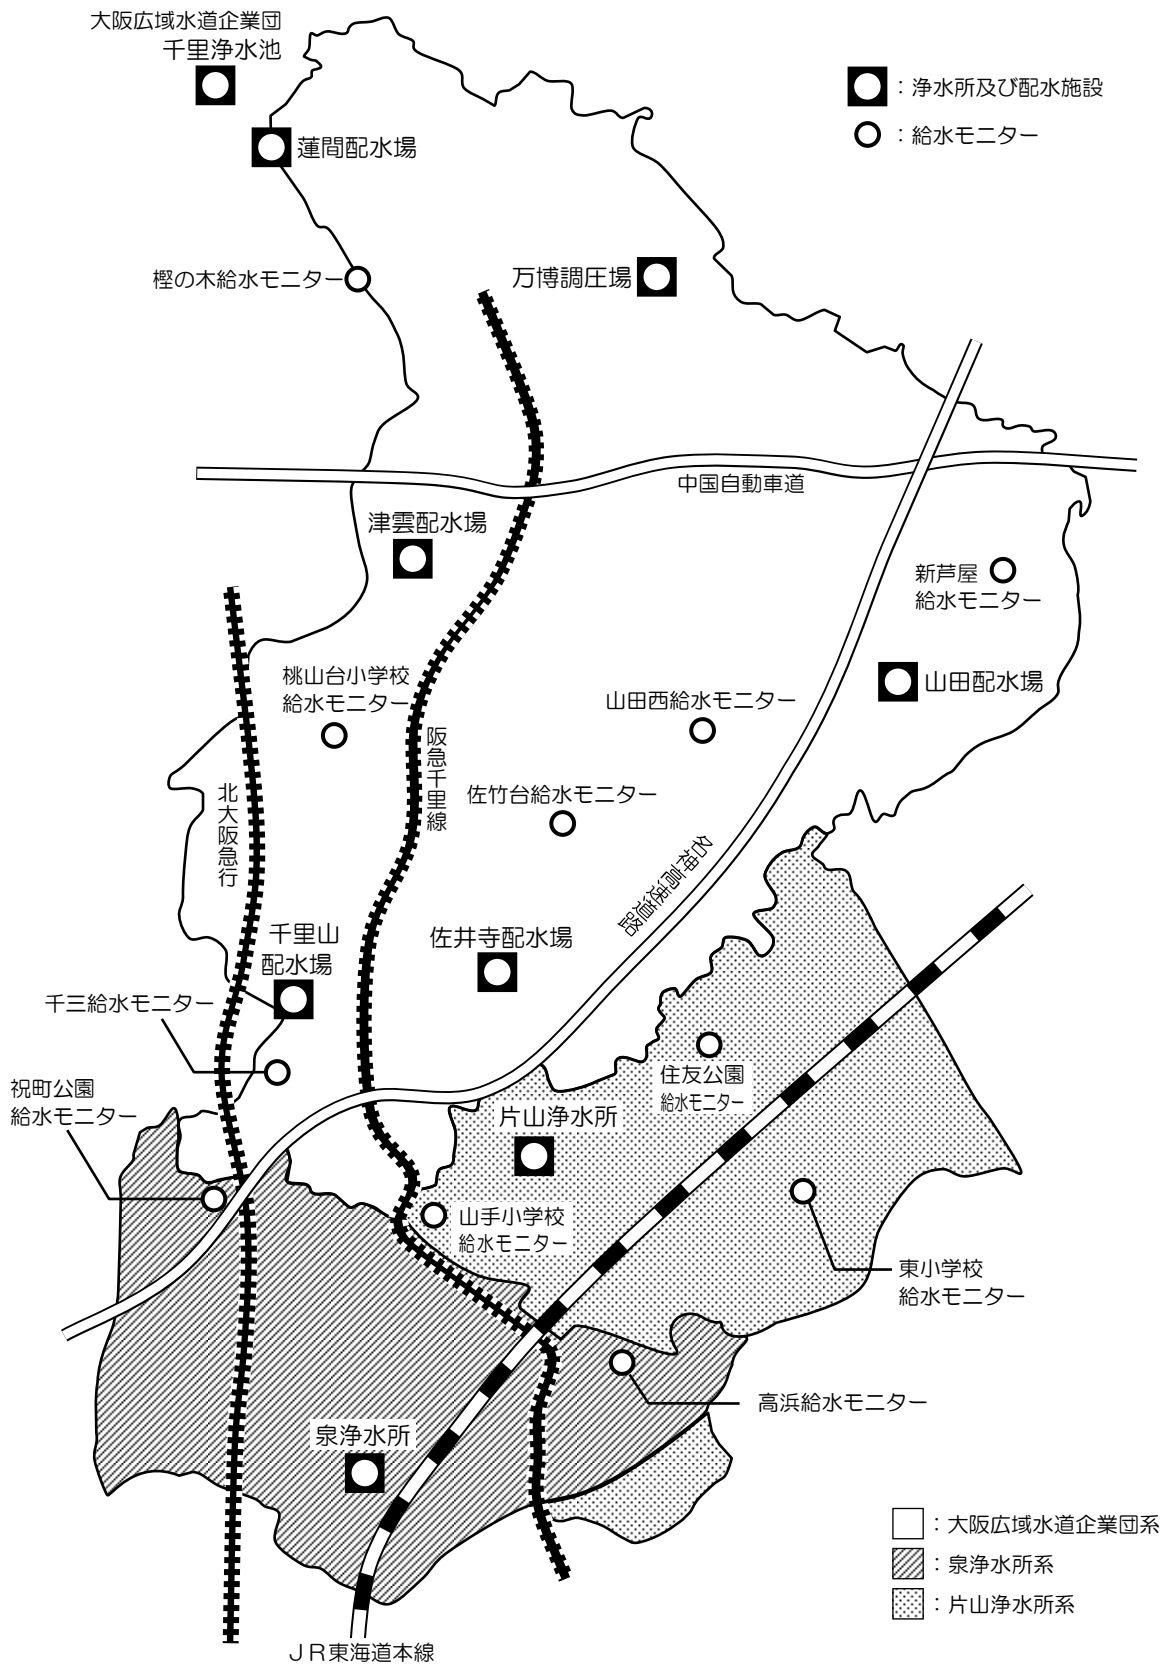 大阪広域水道企業団
千里浄水池
：浄水所及び配水施設
：給水モニター
蓮間配水場
樫の木給水モニター
万博調圧場
中国自動車道
津雲配水場
新芦屋
給水モニター
山田配水場
桃山台小学校
給水モニター
山田西給水モニター
阪急千里線
北大阪急行
佐竹台給水モニター
名神高速道路
千里山
配水場
佐井寺配水場
千三給水モニター
祝町公園
給水モニター
住友公園
給水モニター
片山浄水所
山手小学校
給水モニター
東小学校
給水モニター
高浜給水モニター
泉浄水所
：大阪広域水道企業団系
：泉浄水所系
：片山浄水所系
ＪＲ東海道本線